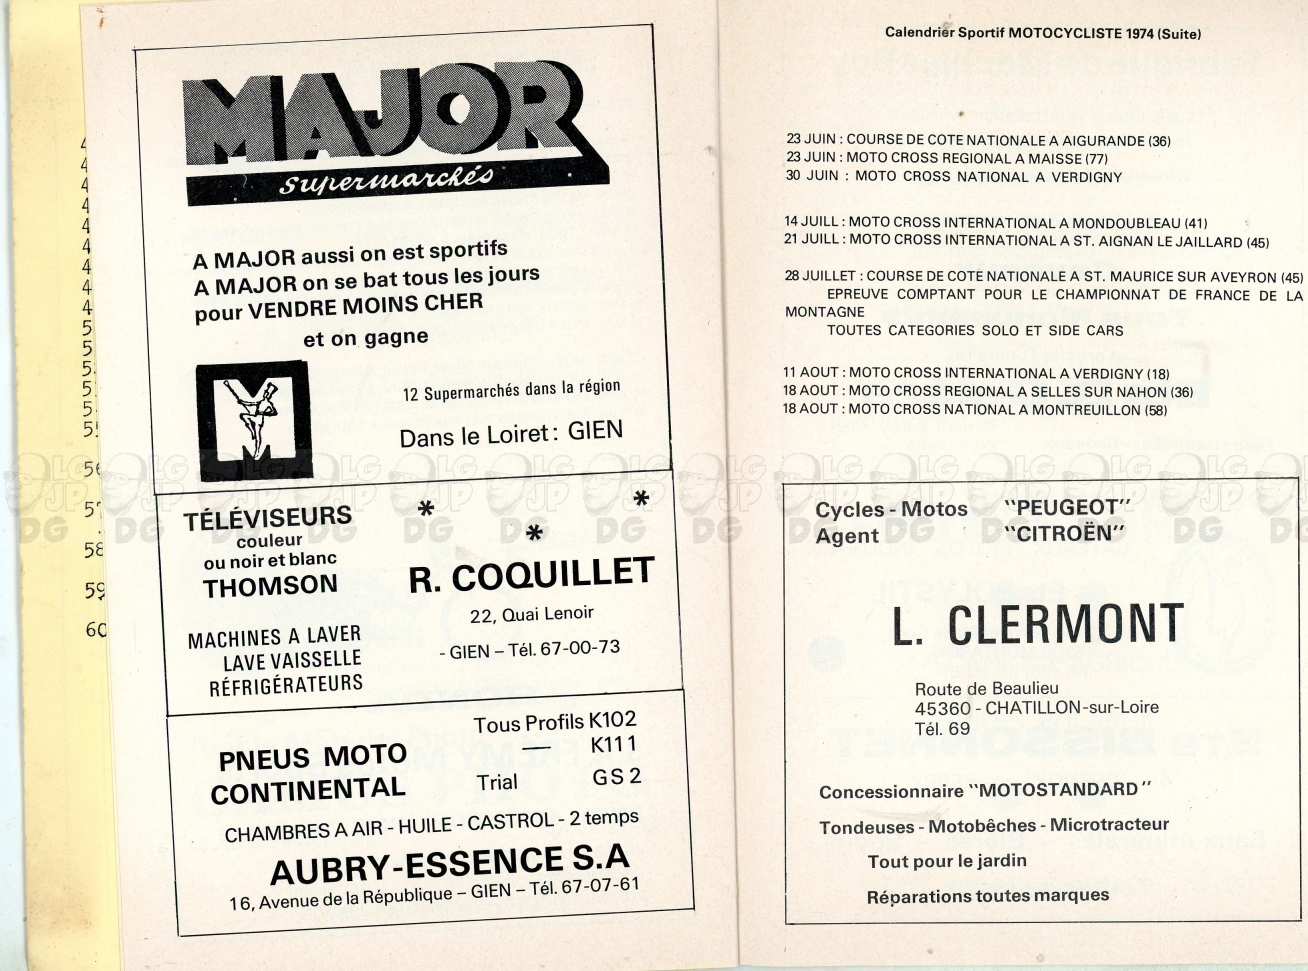 MAJOR
supermarchés
A MAJOR aussi on est sportifs
A MAJOR on se bat tous les jours
pour VENDRE MOINS CHER
et on gagne
M
12 Supermarchés dans la région
Dans le Loiret : GIEN
TÉLÉVISEURS
couleur
ou noir et blanc
THOMSON
MACHINES A LAVER
LAVE VAISSELLE
RÉFRIGÉRATEURS
* * *
R. COQUILLET
22, Quai Lenoir
- GIEN – Tél. 67-00-73
PNEUS MOTO
CONTINENTAL
Tous Profils K102
— K111
Trial GS 2
CHAMBRES A AIR - HUILE - CASTROL - 2 temps
AUBRY-ESSENCE S.A
16, Avenue de la République – GIEN – Tél. 67-07-61
56
58
59
Calendrier Sportif MOTOCYCLISTE 1974 (Suite)
23 JUIN : COURSE DE COTE NATIONALE A AIGURANDE (36)
23 JUIN : MOTO CROSS REGIONAL A MAISSE (77)
30 JUIN : MOTO CROSS NATIONAL A VERDIGNY
14 JUILL : MOTO CROSS INTERNATIONAL A MONDOUBLEAU (41)
21 JUILL : MOTO CROSS INTERNATIONAL A ST. AIGNAN LE JAILLARD (45)
28 JUILLET : COURSE DE COTE NATIONALE A ST. MAURICE SUR AVEYRON (45)
EPREUVE COMPTANT POUR LE CHAMPIONNAT DE FRANCE DE LA
MONTAGNE
TOUTES CATEGORIES SOLO ET SIDE CARS
11 AOUT : MOTO CROSS INTERNATIONAL A VERDIGNY (18)
18 AOUT : MOTO CROSS REGIONAL A SELLES SUR NAHON (36)
18 AOUT : MOTO CROSS NATIONAL A MONTREUILLON (58)
Cycles - Motos "PEUGEOT"
Agent "CITROËN"
L. CLERMONT
Route de Beaulieu
45360 - CHATILLON-sur-Loire
Tél. 69
Concessionnaire "MOTOSTANDARD"
Tondeuses - Motobêches - Microtracteur
Tout pour le jardin
Réparations toutes marques
LG JP DG